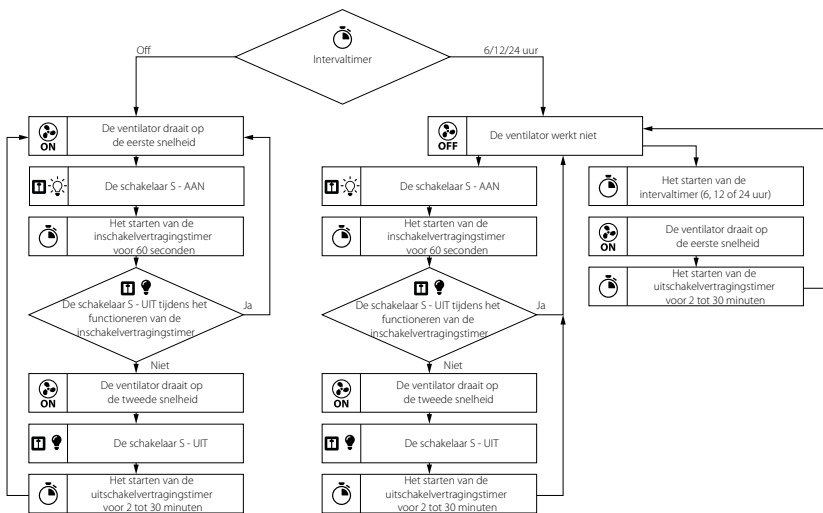 Intervaltimer
Off
6/12/24 uur
ON
De ventilator draait op
de eerste snelheid
De schakelaar S - AAN
Het starten van de
inschakelvertragingstimer
voor 60 seconden
De schakelaar S - UIT tijdens het
functioneren van de
inschakelvertragingstimer
Ja
Niet
ON
De ventilator draait op
de tweede snelheid
De schakelaar S - UIT
Het starten van de
uitschakelvertragingstimer
voor 2 tot 30 minuten
OFF
De ventilator werkt niet
De schakelaar S - AAN
Het starten van de
inschakelvertragingstimer
voor 60 seconden
De schakelaar S - UIT tijdens het
functioneren van de
inschakelvertragingstimer
Ja
Niet
ON
De ventilator draait op
de tweede snelheid
De schakelaar S - UIT
Het starten van de
uitschakelvertragingstimer
voor 2 tot 30 minuten
Het starten van de
intervaltimer (6, 12 of 24 uur)
ON
De ventilator draait op
de eerste snelheid
Het starten van de
uitschakelvertragingstimer
voor 2 tot 30 minuten